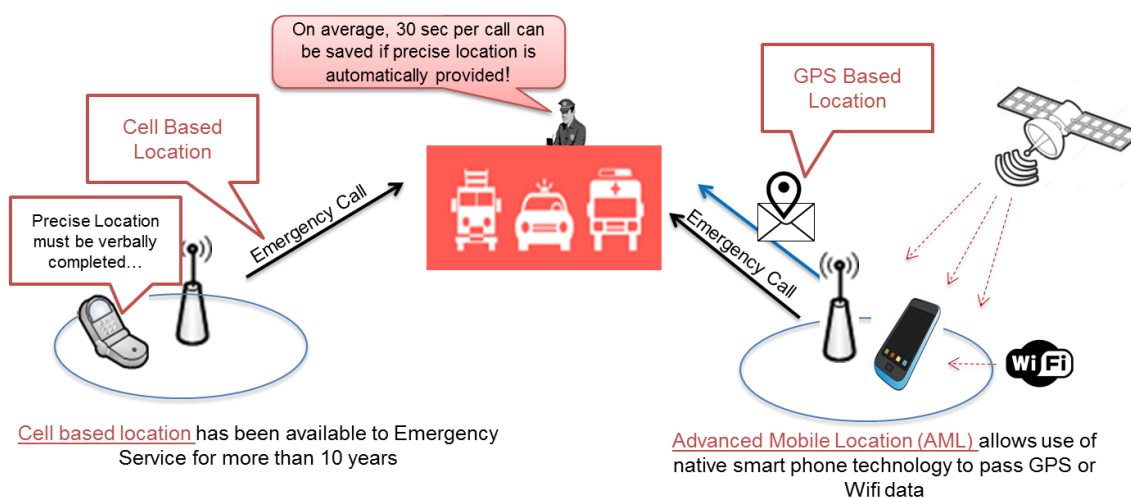 On average, 30 sec per call can
be saved if precise location is
automatically provided!
Cell Based
Location
GPS Based
Location
Precise Location
must be verbally
completed…
Emergency Call
Emergency Call
Wi Fi
Cell based location has been available to Emergency
Service for more than 10 years
Advanced Mobile Location (AML) allows use of
native smart phone technology to pass GPS or
Wifi data